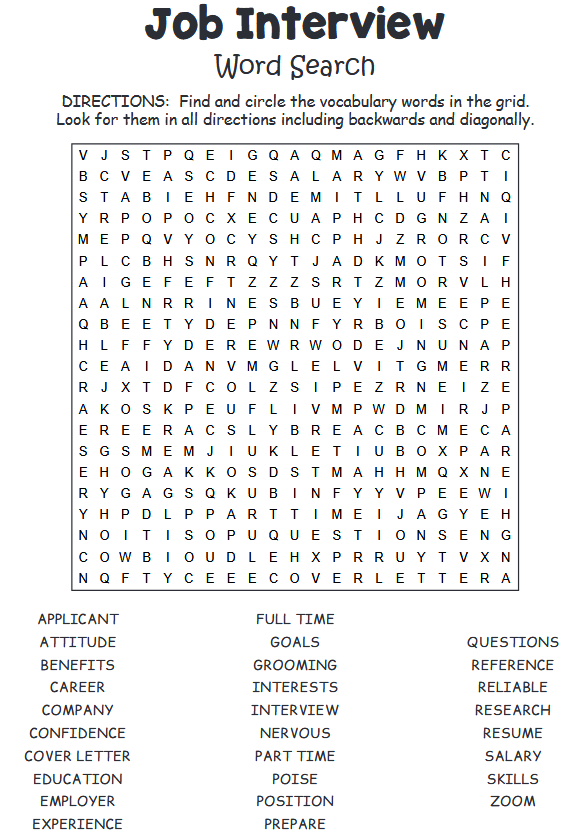 Job Interview
Word Search
DIRECTIONS: Find and circle the vocabulary words in the grid.
Look for them in all directions including backwards and diagonally.
V J S T P Q E I G Q A Q M A G F H K X T C
B C V E A S C D E S A L A R Y W V B P T I
S T A B I E H F N D E M I T L L U F H N Q
Y R P O P O C X E C U A P H C D G N Z A I
M E P Q V Y O C Y S H C P H J Z R O R C V
P L C B H S N R Q Y T J A D K M O T S I F
A I G E F E F T Z Z Z S R T Z M O R V L H
A A L N R R I N E S B U E Y I E M E E P E
Q B E E T Y D E P N N F Y R B O I S C P E
H L F F Y D E R E W R W O D E J N U N A P
C E A I D A N V M G L E L V I T G M E R R
R J X T D F C O L Z S I P E Z R N E I Z E
A K O S K P E U F L I V M P W D M I R J P
E R E E R A C S L Y B R E A C B C M E C A
S G S M E M J I U K L E T I U B O X P A R
E H O G A K K O S D S T M A H H M Q X N E
R Y G A G S Q K U B I N F Y Y V P E E W I
Y H P D L P P A R T T I M E I J A G Y E H
N O I T I S O P U Q U E S T I O N S E N G
C O W B I O U D L E H X P R R U Y T V X N
N Q F T Y C E E E C O V E R L E T T E R A
APPLICANT FULL TIME
ATTITUDE GOALS QUESTIONS
BENEFITS GROOMING REFERENCE
CAREER INTERESTS RELIABLE
COMPANY INTERVIEW RESEARCH
CONFIDENCE NERVOUS RESUME
COVER LETTER PART TIME SALARY
EDUCATION POISE SKILLS
EMPLOYER POSITION ZOOM
EXPERIENCE PREPARE